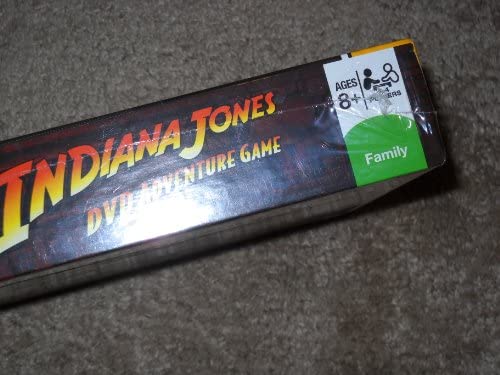 INDIANA JONES
DVD ADVENTURE GAME
AGES
8+
PLAYERS
Family